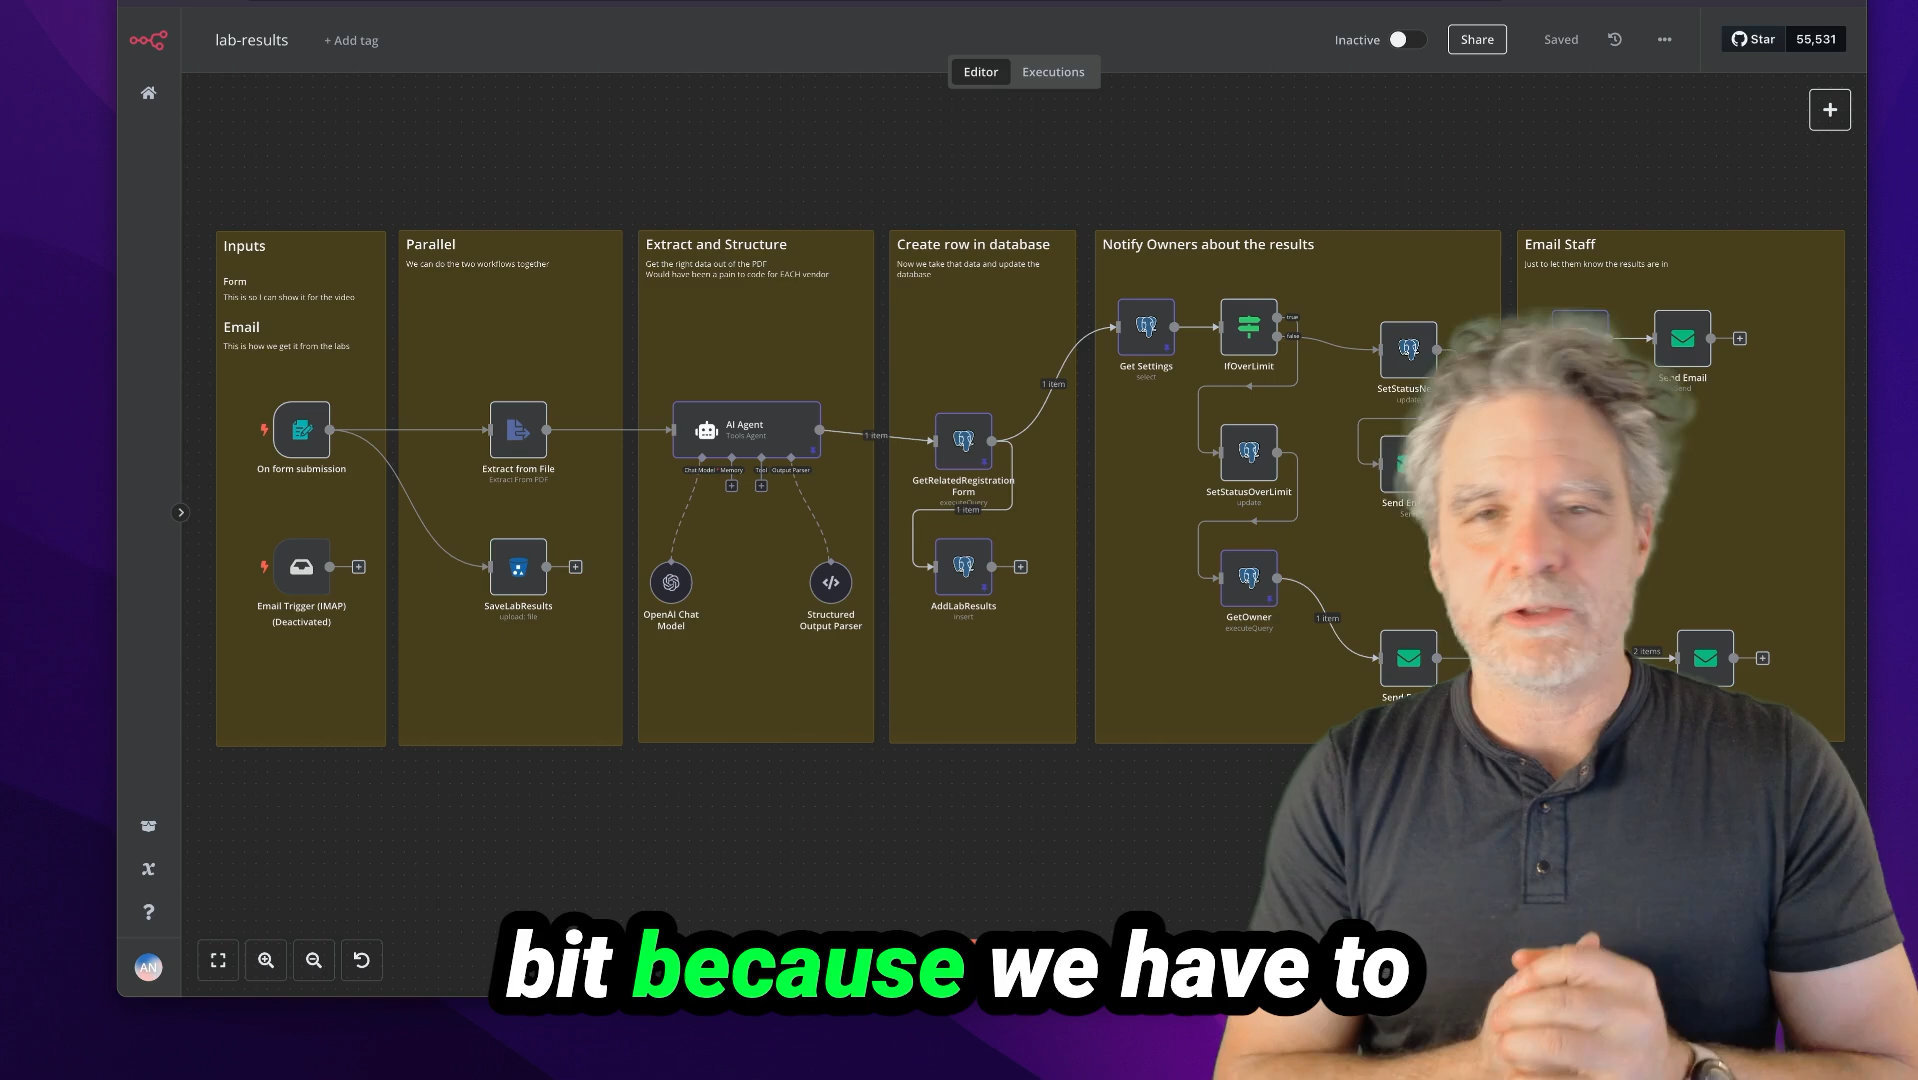 lab-results
+ Add tag
Inactive
Share
Saved
Star
55,531
Editor
Executions
Inputs
Form
This is so I can show it for the video
Email
This is how we get it from the labs
On form submission
Email Trigger (IMAP)
(Deactivated)
Parallel
We can do the two workflows together
Extract from File
Extract From PDF
SaveLabResults
upload: file
Extract and Structure
Get the right data out of the PDF
Would have been a pain to code for EACH vendor
AI Agent
Tools Agent
Chat Model *
Memory
Tool
Output Parser
OpenAI Chat
Model
Structured
Output Parser
1 item
Create row in database
Now we take that data and update the
database
GetRelatedRegistration
Form
executeQuery
1 item
AddLabResults
insert
1 item
Notify Owners about the results
Get Settings
select
IfOverLimit
true
false
SetStatusOverLimit
update
GetOwner
executeQuery
1 item
update
Email Staff
Just to let them know the results are in
Send Email
2 items
AN
bit because we have to